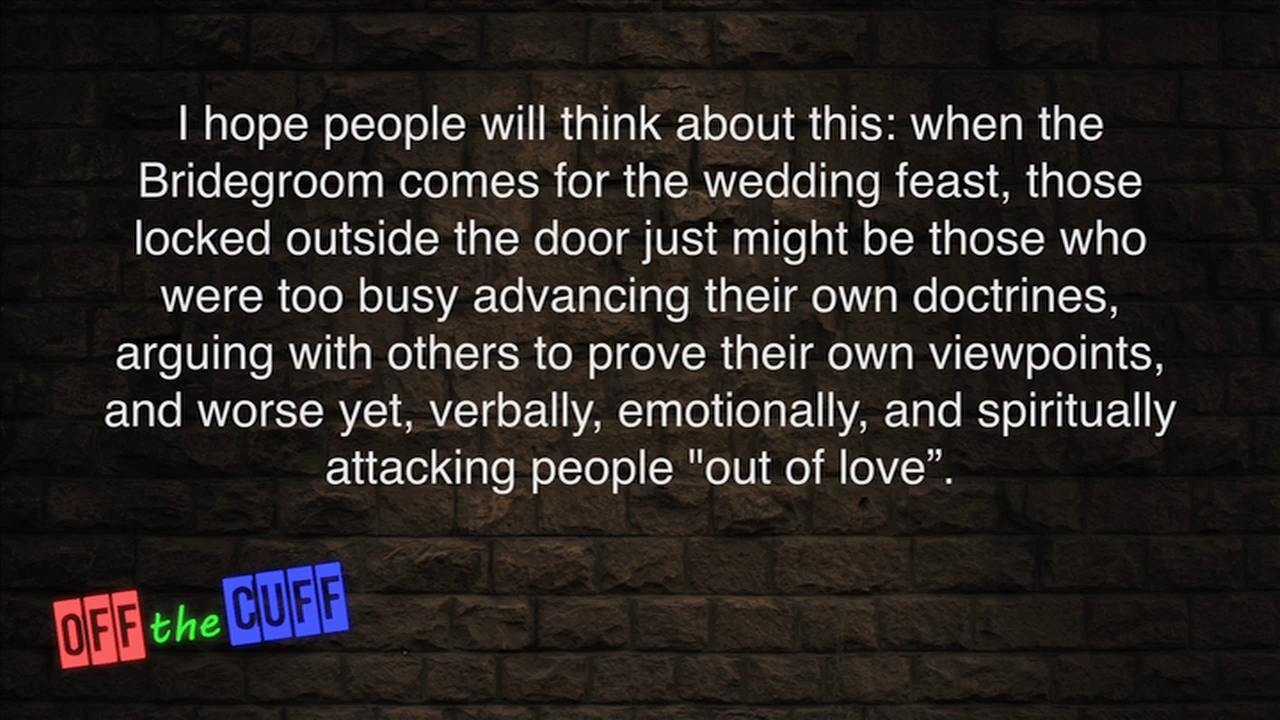 I hope people will think about this: when the
Bridegroom comes for the wedding feast, those
locked outside the door just might be those who
were too busy advancing their own doctrines,
arguing with others to prove their own viewpoints,
and worse yet, verbally, emotionally, and spiritually
attacking people "out of love”.
OFF the CUFF